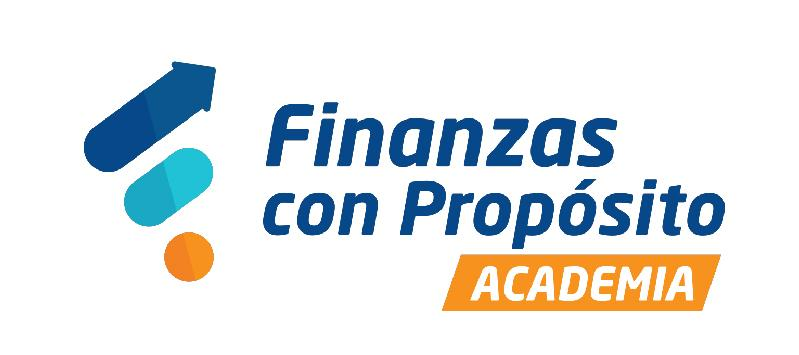 Finanzas
con Propósito
ACADEMIA